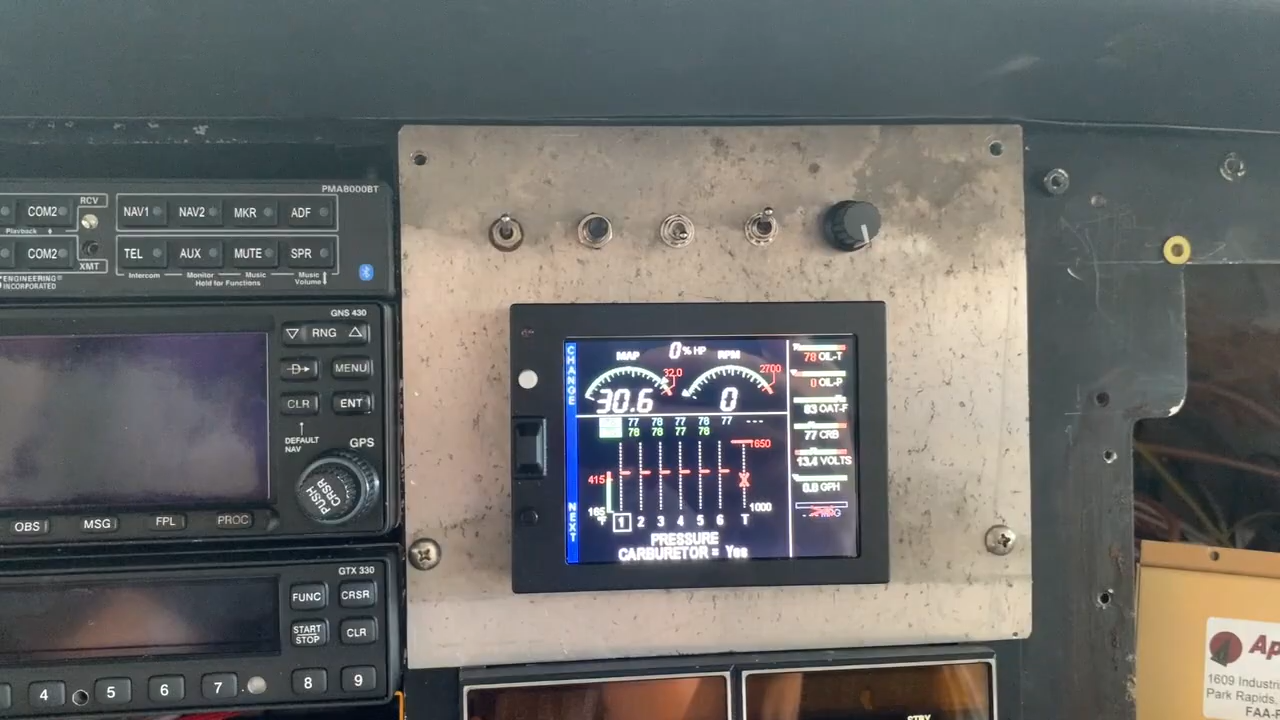 PMA8000BT
COM2
RCV
NAV1 NAV2 MKR ADF
Playback
COM2
XMT
TEL AUX MUTE SPR
Intercom Monitor Music Music
Hold for Functions Volume
ENGINEERING
INCORPORATED
GNS 430
RNG
D MENU
CLR ENT
DEFAULT
NAV
GPS
PUSH
CRSR
OBS MSG FPL PROC
GTX 330
FUNC CRSR
START
STOP
CLR
4 5 6 7 8 9
CHANGE
NEXT
0 % HP
MAP RPM
32.0 2700
30.6 0
77 78 77 78 77 ---
78 78 77 78
1650
415
165
°F
1000
1 2 3 4 5 6 T
PRESSURE
CARBURETOR = Yes
78 OIL-T
0 OIL-P
83 OAT-F
77 CRB
13.4 VOLTS
0.0 GPH
STBY
Ap
1609 Industri
Park Rapids,
FAA-F